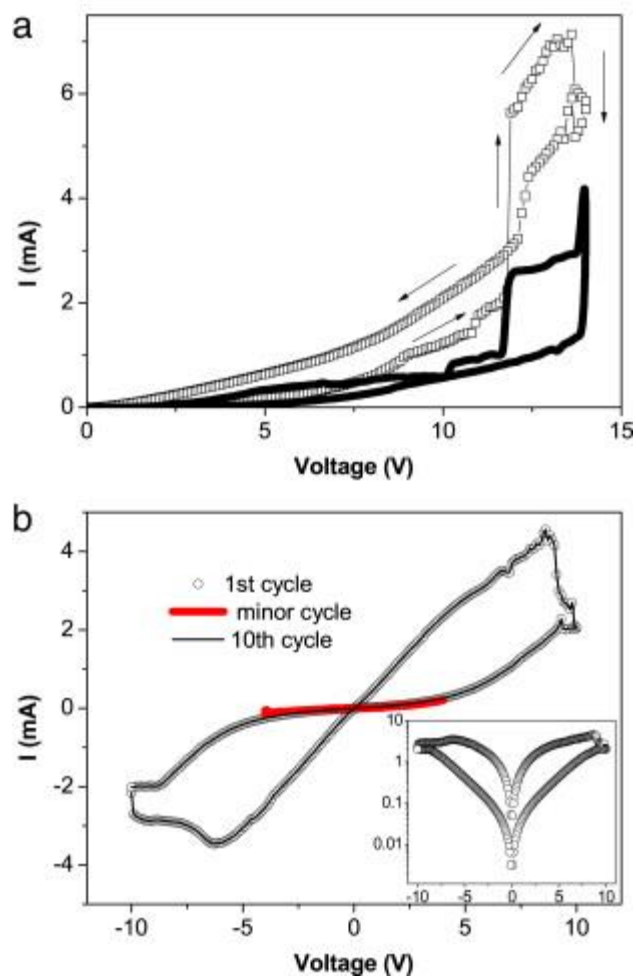 a
6
4
2
0
I (mA)
0 5 10 15
Voltage (V)
b
4
2
0
-2
-4
I (mA)
1st cycle
minor cycle
10th cycle
10
1
0.1
0.01
-10 -5 0 5 10
-10 -5 0 5 10
Voltage (V)